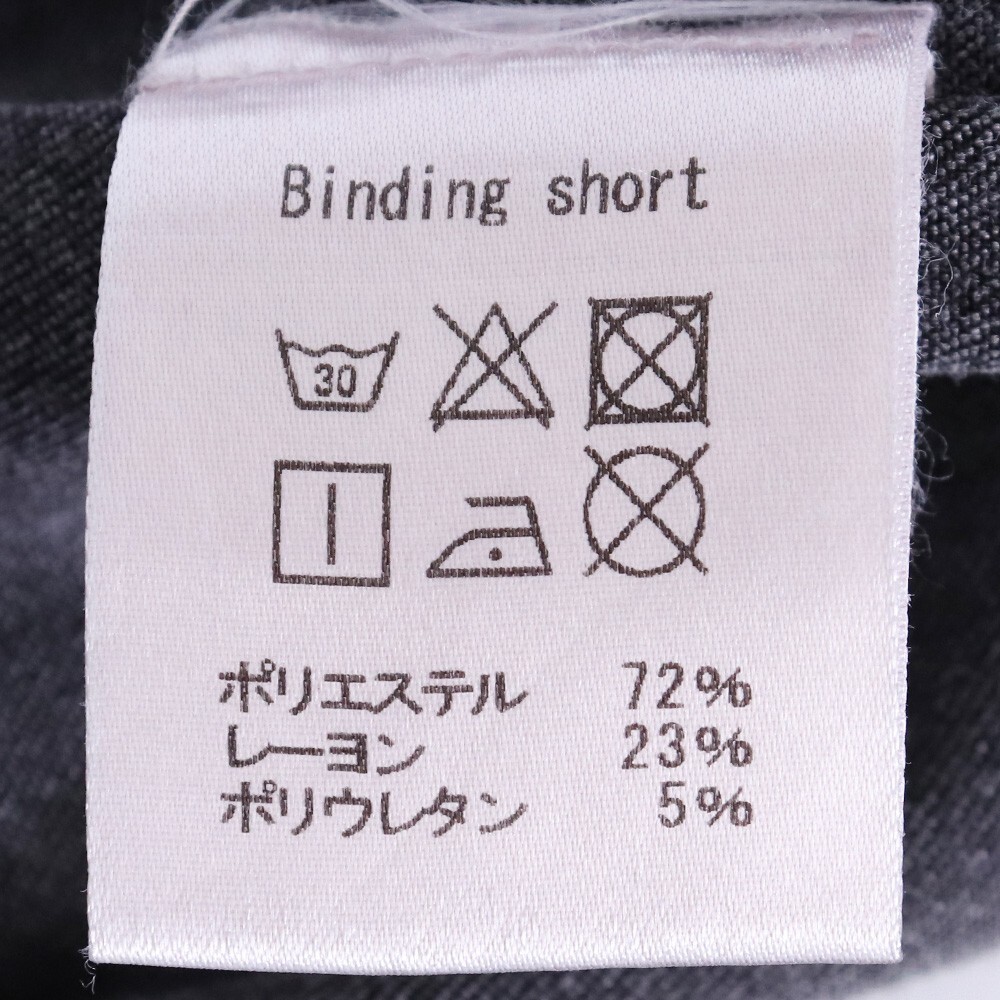 Binding short
30
ポリエステル 72%
レーヨン 23%
ポリウレタン 5%